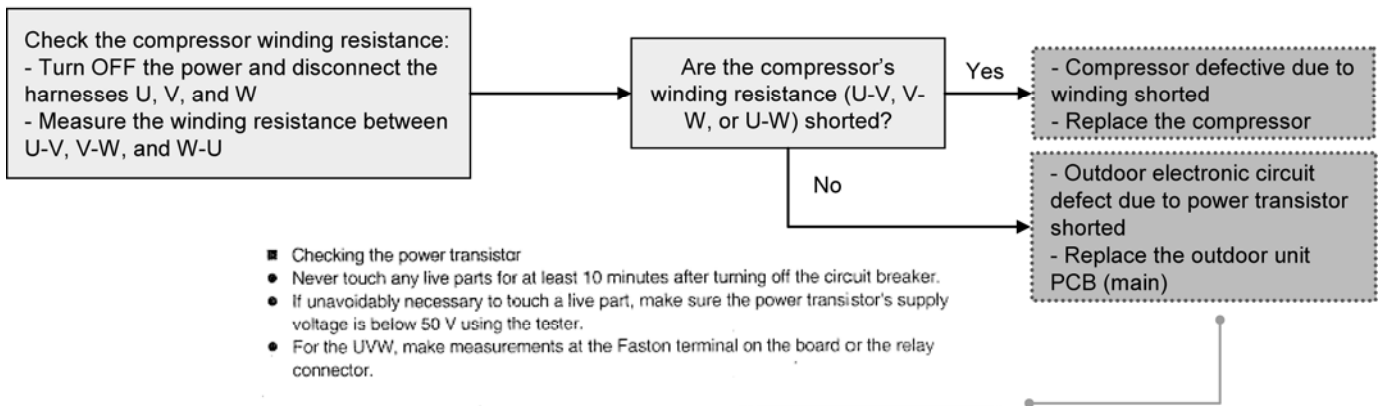 Check the compressor winding resistance:
- Turn OFF the power and disconnect the
harnesses U, V, and W
- Measure the winding resistance between
U-V, V-W, and W-U
Are the compressor's
winding resistance (U-V, V-
W, or U-W) shorted?
Yes
- Compressor defective due to
winding shorted
- Replace the compressor
No
- Outdoor electronic circuit
defect due to power transistor
shorted
- Replace the outdoor unit
PCB (main)
■ Checking the power transistor
● Never touch any live parts for at least 10 minutes after turning off the circuit breaker.
● If unavoidably necessary to touch a live part, make sure the power transistor's supply
voltage is below 50 V using the tester.
● For the UVW, make measurements at the Faston terminal on the board or the relay
connector.